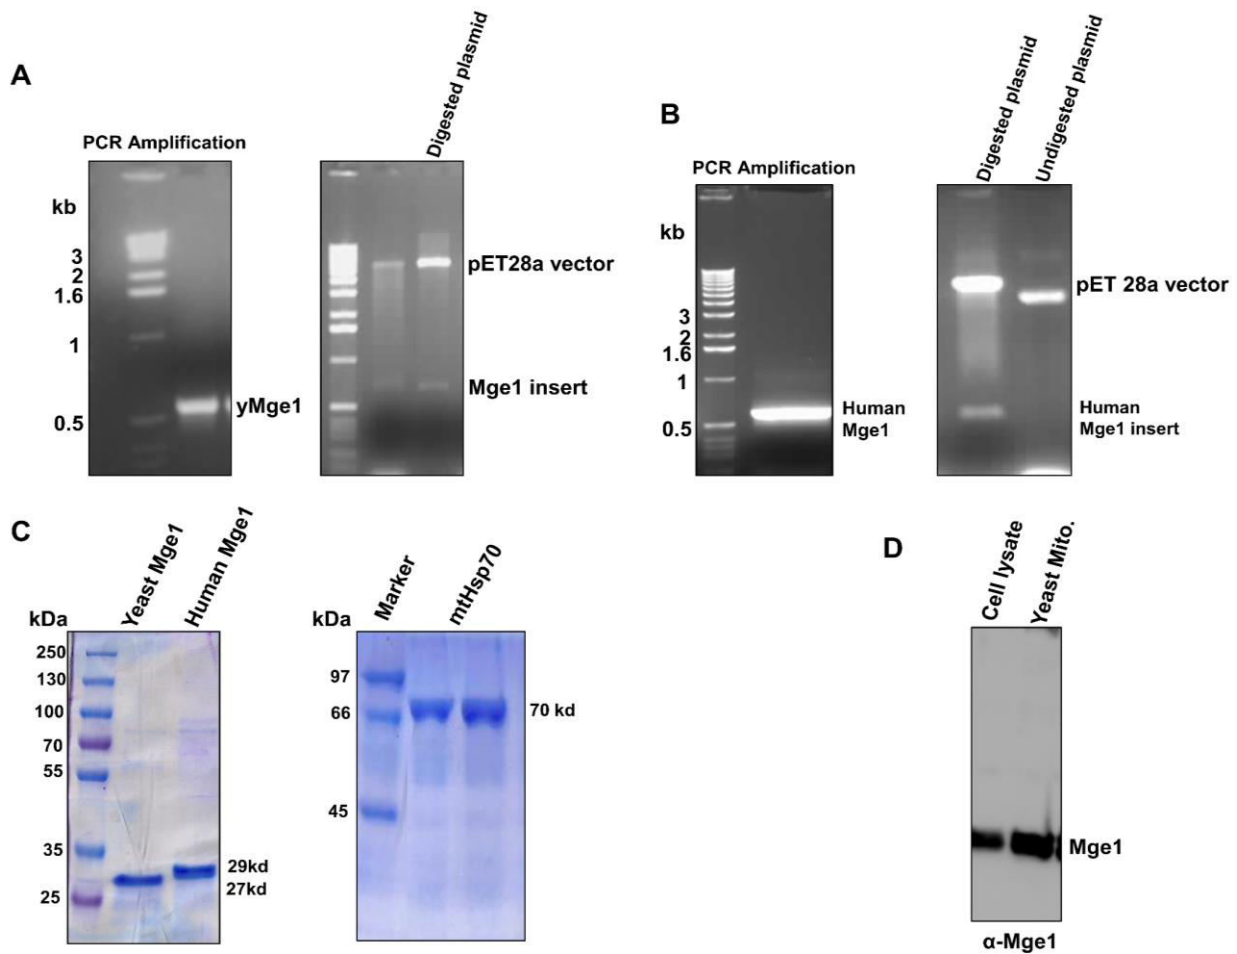 A
PCR Amplification
Digested plasmid
kb
3
2
1.6
1
0.5
yMge1
pET28a vector
Mge1 insert
B
PCR Amplification
Digested plasmid
Undigested plasmid
kb
3
2
1.6
1
0.5
Human
Mge1
pET 28a vector
Human
Mge1 insert
C
kDa
Yeast Mge1
Human Mge1
250
130
100
70
55
35
25
29kd
27kd
kDa
Marker
mtHsp70
97
66
45
70 kd
D
Cell lysate
Yeast Mito.
Mge1
α-Mge1